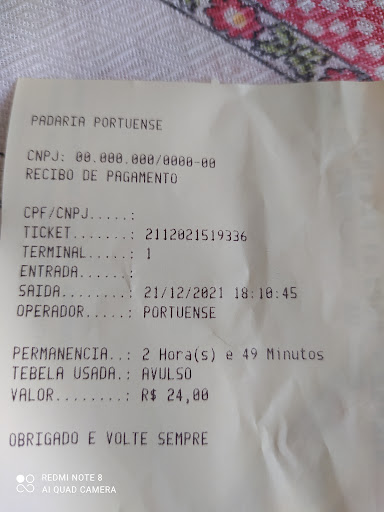 PADARIA PORTUENSE
CNPJ: 00.000.000/0000-00
RECIBO DE PAGAMENTO
CPF/CNPJ.....:
TICKET.......: 2112021519336
TERMINAL.....: 1
ENTRADA......:
SAIDA........: 21/12/2021 18:10:45
OPERADOR.....: PORTUENSE
PERMANENCIA..: 2 Hora(s) e 49 Minutos
TEBELA USADA.: AVULSO
VALOR........: R$ 24,00
OBRIGADO E VOLTE SEMPRE
REDMI NOTE 8
AI QUAD CAMERA